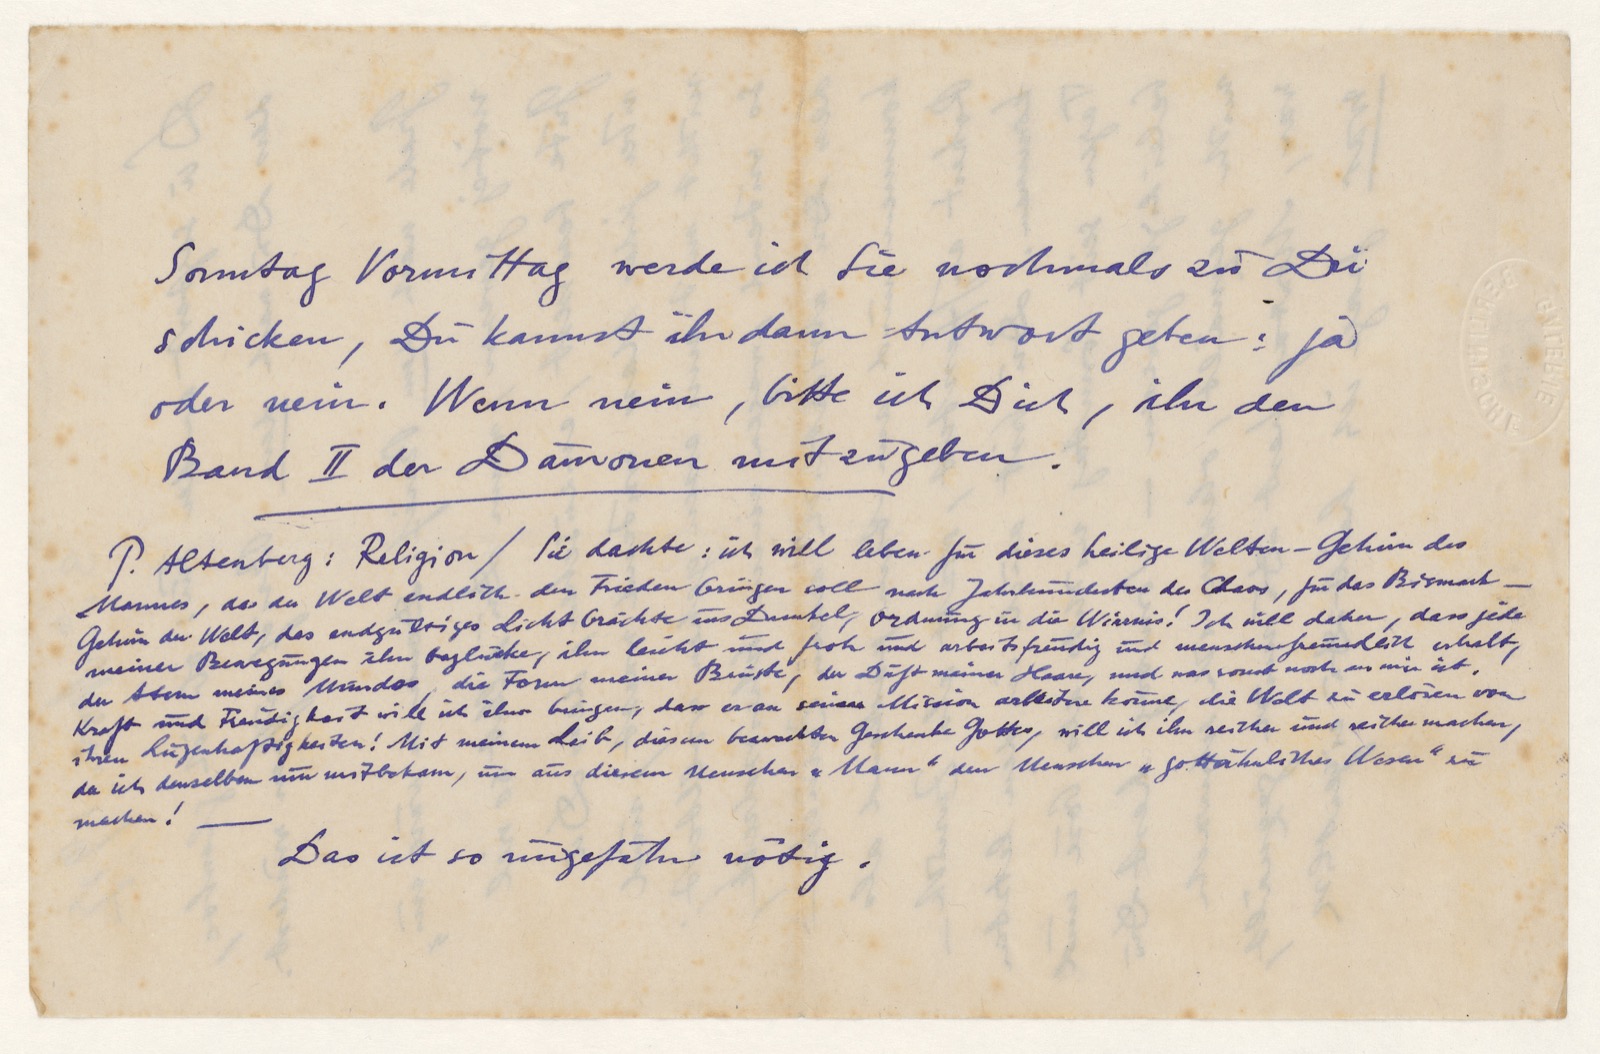 Sonntag Vormittag werde ich Sie nochmals zu Dir
schicken, Du kannst ihr dann Antwort geben: ja
oder nein. Wenn nein, bitte ich Dich, ihr den
Band II der Dämonen mitzugeben.
P. Altenberg: Religion / Sie dachte: ich will leben für dieses heilige Welten-Gehirn des
Mannes, das der Welt endlich den Frieden bringen soll nach Jahrhunderten des Chaos, für das Bismarck-
Gehirn der Welt, das endgültiges Licht brächte ins Dunkel, Ordnung in die Wirrnis! Ich will daher, dass jede
meiner Bewegungen ihn beglücke, ihn leicht und froh und arbeitsfreudig und menschenfreundlich erhalt,
der Atem meines Mundes, die Form meiner Brüste, der Duft meiner Haare, und was sonst noch an mir ist.
Kraft und Freudigkeit will ich ihm bringen, dass er an seiner Mission arbeiten könne, die Welt zu erlösen von
ihren Lügenhaftigkeiten! Mit meinem Leibe, diesem Geschenke Gottes, will ich ihn reicher und reicher machen,
da ich denselben nur mitbekam, um aus diesem Menschen „Mann“ den Menschen „gottähnliches Wesen“ zu
machen!
Das ist so ungefähr nötig.